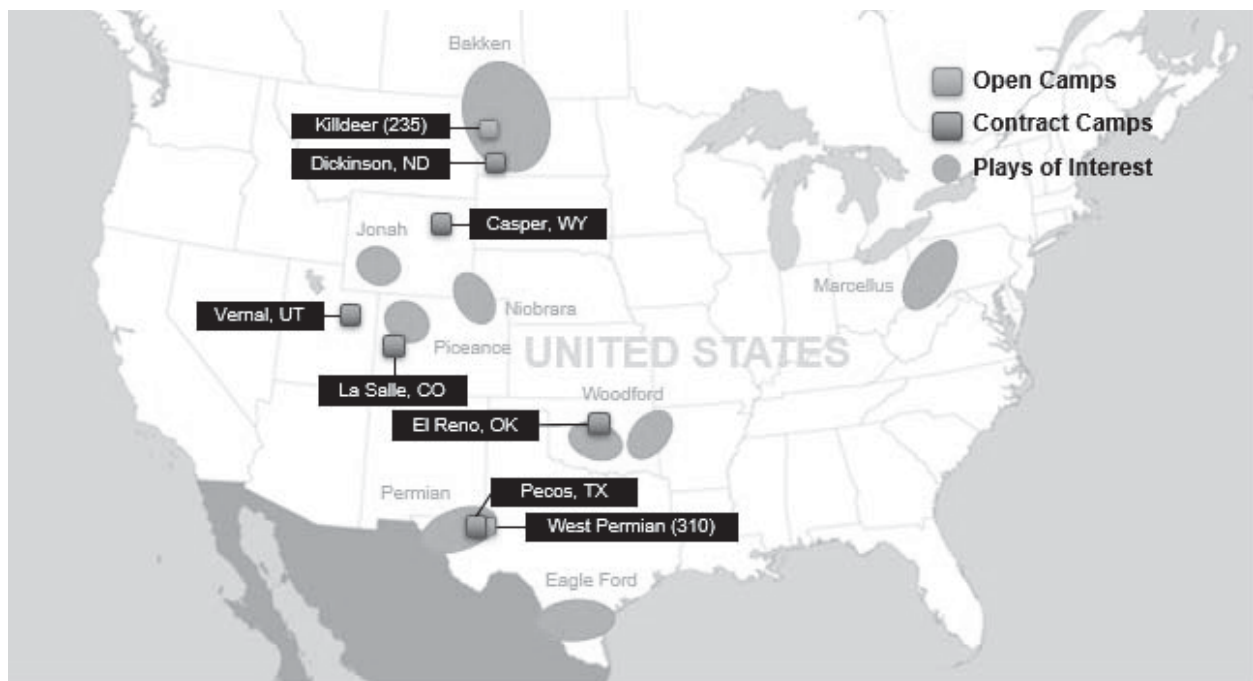 Bakken
Open Camps
Contract Camps
Plays of Interest
Killdeer (235)
Dickinson, ND
Casper, WY
Jonah
Marcellus
Niobrara
Vernal, UT
Piceance
UNITED STATES
La Salle, CO
Woodford
El Reno, OK
Permian
Pecos, TX
West Permian (310)
Eagle Ford